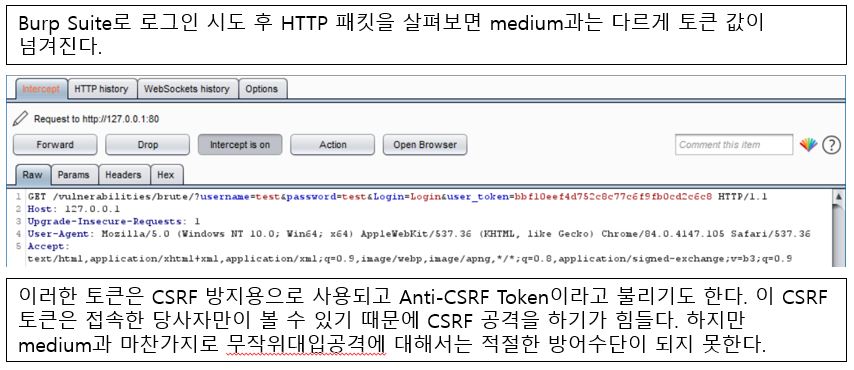 Burp Suite로 로그인 시도 후 HTTP 패킷을 살펴보면 medium과는 다르게 토큰 값이
넘겨진다.
Intercept HTTP history WebSockets history Options
Request to http://127.0.0.1:80
Forward Drop Intercept is on Action Open Browser Comment this item ?
Raw Params Headers Hex
1 GET /vulnerabilities/brute/?username=test&password=test&Login=Login&user_token=bbf10eef4d752c8c77c6f9fb0cd2c6c8 HTTP/1.1
2 Host: 127.0.0.1
3 Upgrade-Insecure-Requests: 1
4 User-Agent: Mozilla/5.0 (Windows NT 10.0; Win64; x64) AppleWebKit/537.36 (KHTML, like Gecko) Chrome/84.0.4147.105 Safari/537.36
5 Accept:
text/html,application/xhtml+xml,application/xml;q=0.9,image/webp,image/apng,*/*;q=0.8,application/signed-exchange;v=b3;q=0.9
이러한 토큰은 CSRF 방지용으로 사용되고 Anti-CSRF Token이라고 불리기도 한다. 이 CSRF
토큰은 접속한 당사자만이 볼 수 있기 때문에 CSRF 공격을 하기가 힘들다. 하지만
medium과 마찬가지로 무작위대입공격에 대해서는 적절한 방어수단이 되지 못한다.